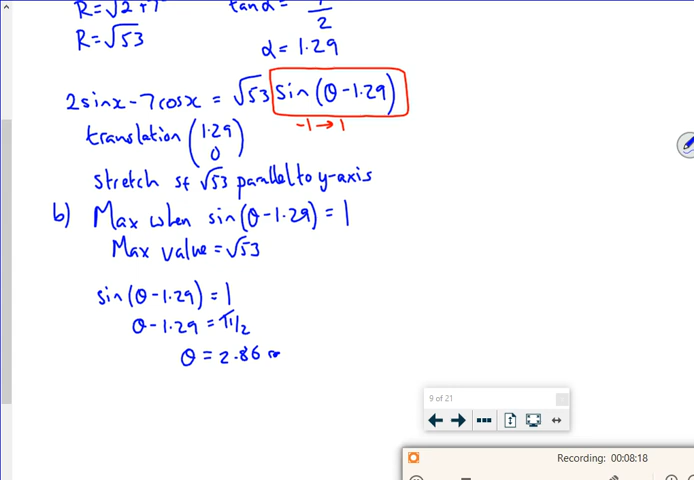 R = √2 + 7
tan α =
2
R = √53
α = 1.29
2sinx - 7cosx = √53 sin (θ - 1.29)
-1 → 1
translation (1.29
0)
stretch sf √53 parallel to y-axis
b) Max when sin(θ - 1.29) = 1
Max value = √53
sin (θ - 1.29) = 1
θ - 1.29 = π/2
θ = 2.86
9 of 21
Recording: 00:08:18